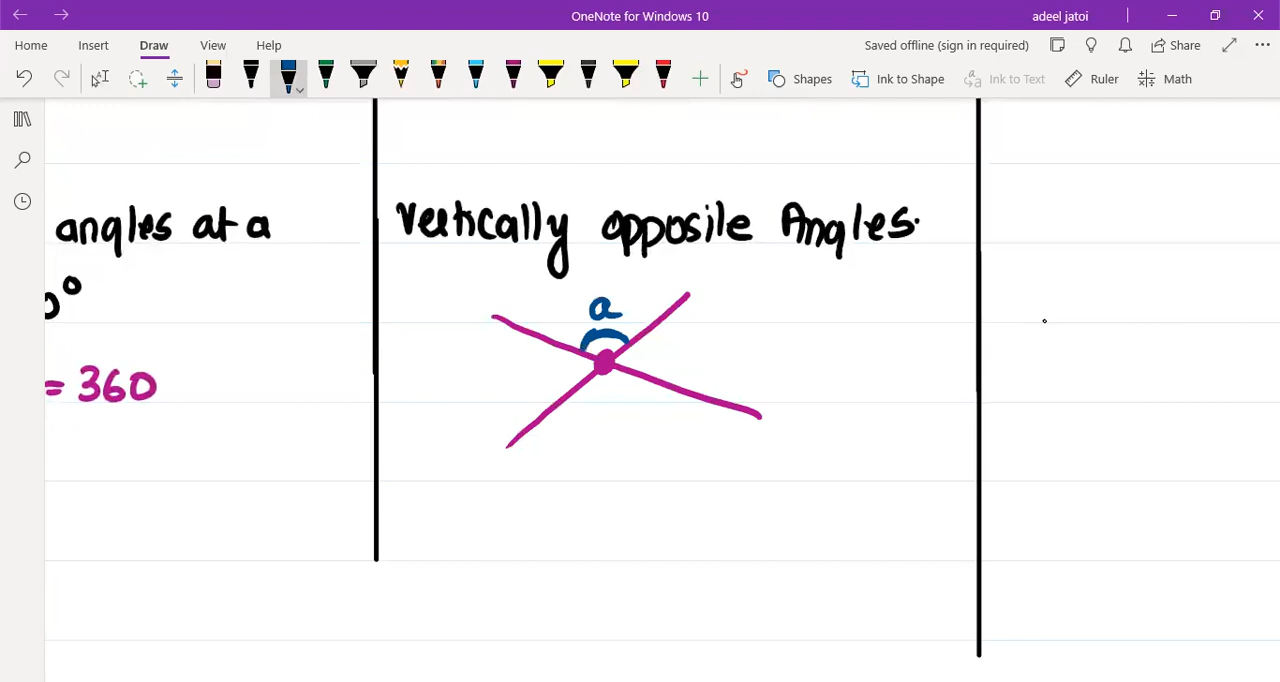 OneNote for Windows 10
adeel jatoi
Home Insert Draw View Help
Saved offline (sign in required)
Share
Shapes
Ink to Shape
Ink to Text
Ruler
Math
angles at a
0°
= 360
Vertically opposite Angles.
a